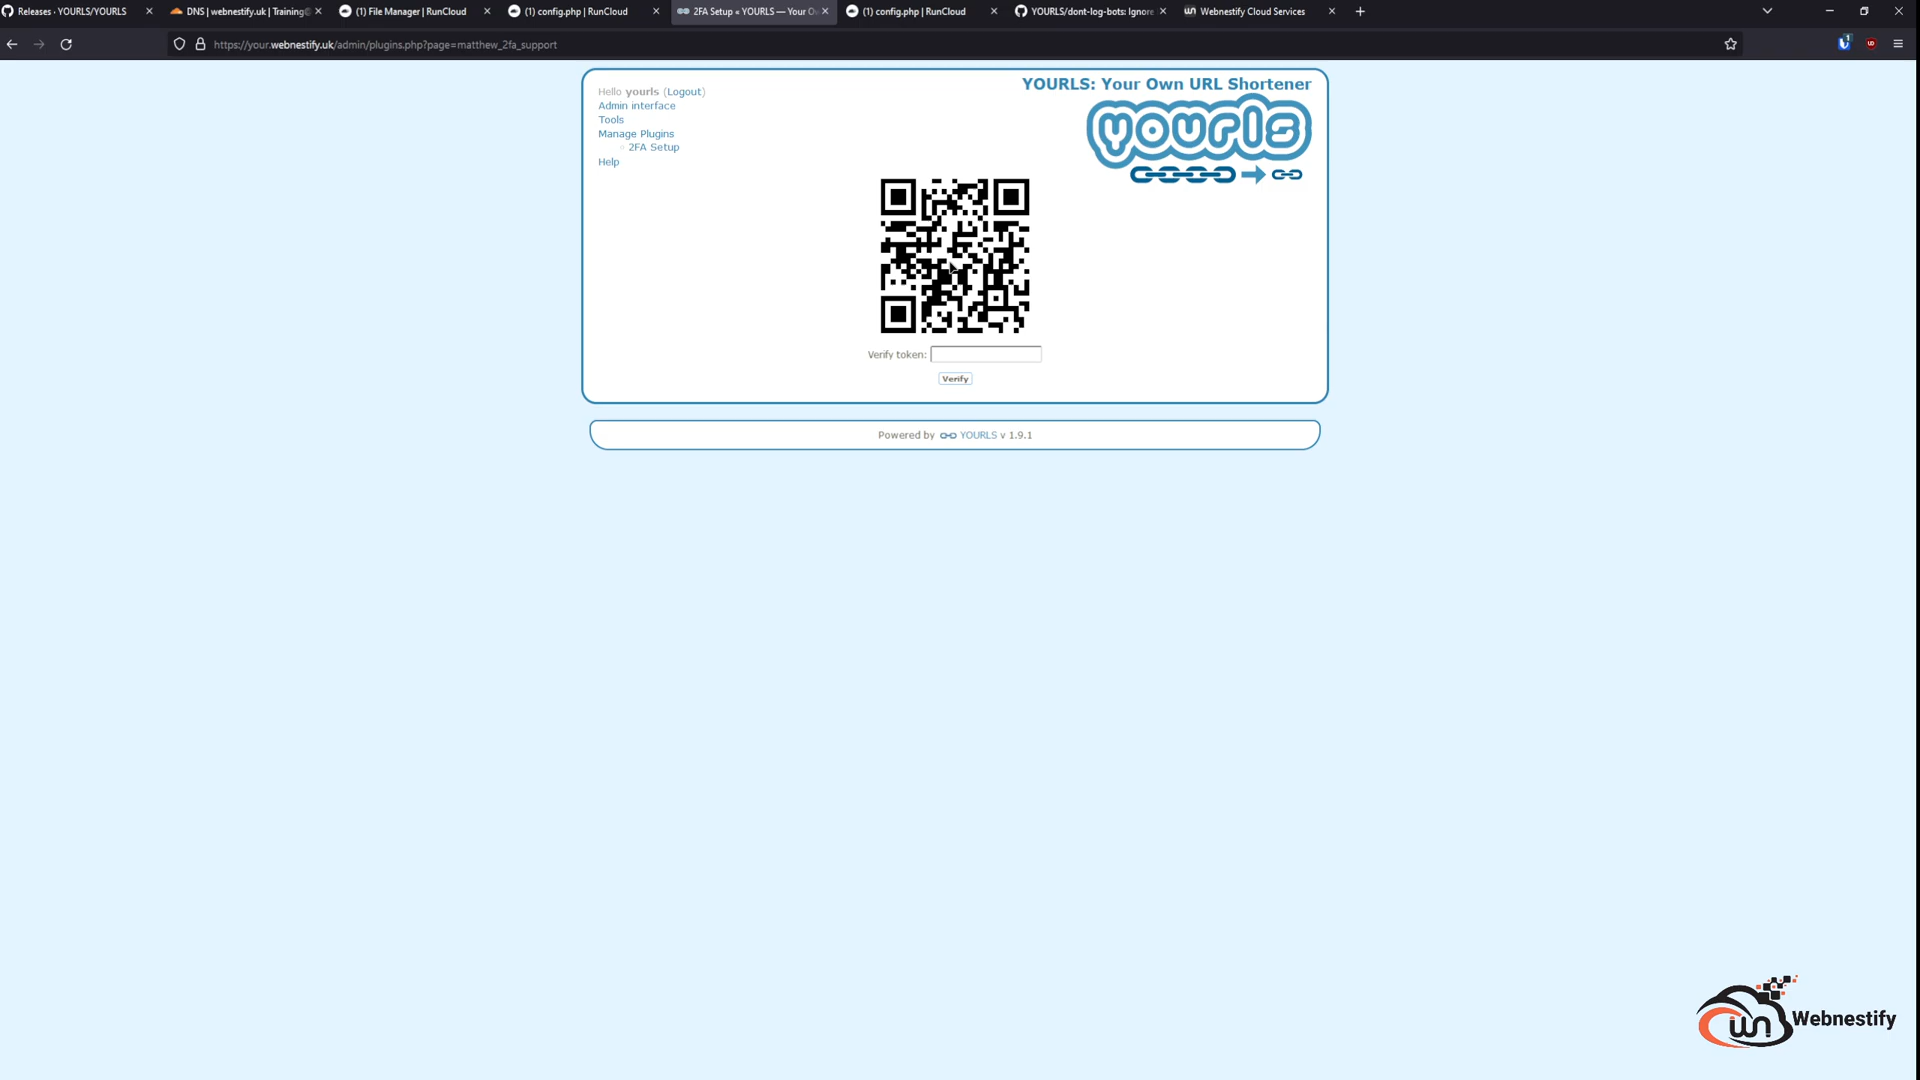 Releases · YOURLS/YOURLS
DNS | webnestify.uk | Training@
(1) File Manager | RunCloud
(1) config.php | RunCloud
2FA Setup « YOURLS — Your O
(1) config.php | RunCloud
YOURLS/dont-log-bots: Ignore
Webnestify Cloud Services
https://your.webnestify.uk/admin/plugins.php?page=matthew_2fa_support
Hello yourls (Logout)
Admin interface
Tools
Manage Plugins
2FA Setup
Help
YOURLS: Your Own URL Shortener
yourls
Verify token:
Verify
Powered by YOURLS v 1.9.1
wn Webnestify